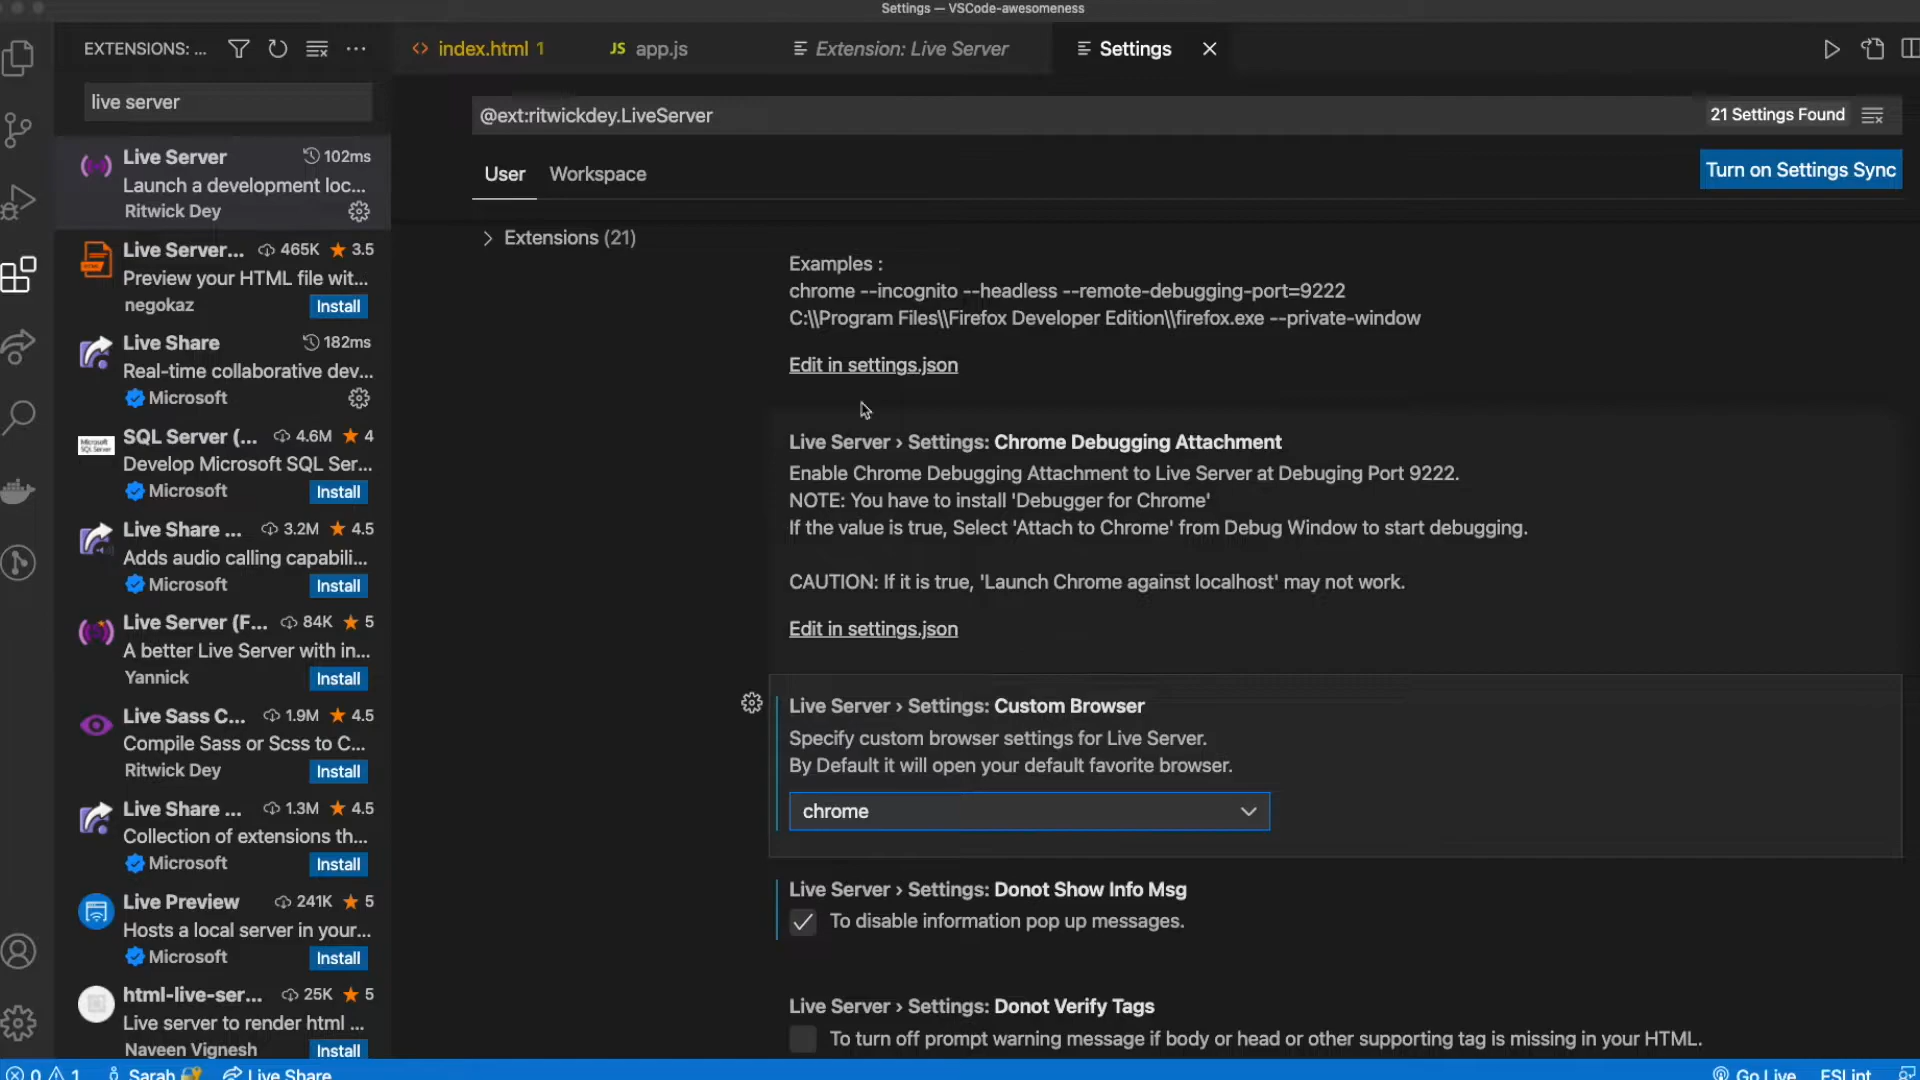 Settings — VSCode-awesomeness
EXTENSIONS: ...
index.html 1
JS app.js
Extension: Live Server
Settings
live server
@ext:ritwickdey.LiveServer
21 Settings Found
User
Workspace
Turn on Settings Sync
Live Server 102ms
Launch a development loc...
Ritwick Dey
Live Server... 465K 3.5
Preview your HTML file wit...
negokaz Install
Live Share 182ms
Real-time collaborative dev...
Microsoft
Microsoft SQL Server
SQL Server (... 4.6M 4
Develop Microsoft SQL Ser...
Microsoft Install
Live Share ... 3.2M 4.5
Adds audio calling capabili...
Microsoft Install
Live Server (F... 84K 5
A better Live Server with in...
Yannick Install
Live Sass C... 1.9M 4.5
Compile Sass or Scss to C...
Ritwick Dey Install
Live Share ... 1.3M 4.5
Collection of extensions th...
Microsoft Install
Live Preview 241K 5
Hosts a local server in your...
Microsoft Install
html-live-ser... 25K 5
Live server to render html ...
Naveen Vignesh Install
Extensions (21)
Examples :
chrome --incognito --headless --remote-debugging-port=9222
C:\\Program Files\\Firefox Developer Edition\\firefox.exe --private-window
Edit in settings.json
Live Server › Settings: Chrome Debugging Attachment
Enable Chrome Debugging Attachment to Live Server at Debuging Port 9222.
NOTE: You have to install 'Debugger for Chrome'
If the value is true, Select 'Attach to Chrome' from Debug Window to start debugging.
CAUTION: If it is true, 'Launch Chrome against localhost' may not work.
Edit in settings.json
Live Server › Settings: Custom Browser
Specify custom browser settings for Live Server.
By Default it will open your default favorite browser.
chrome
Live Server › Settings: Donot Show Info Msg
To disable information pop up messages.
Live Server › Settings: Donot Verify Tags
To turn off prompt warning message if body or head or other supporting tag is missing in your HTML.
0 1 Sarah Live Share
Go Live ESLint